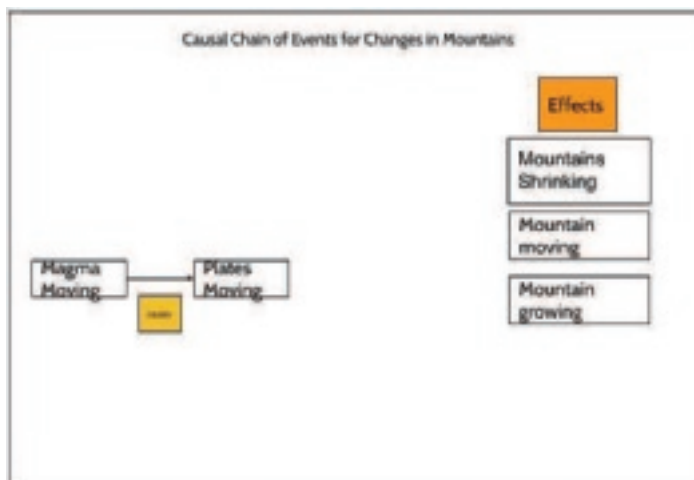 Causal Chain of Events for Changes in Mountains
Effects
Mountains
Shrinking
Mountain
moving
Magma
Moving
Plates
Moving
Mountain
growing